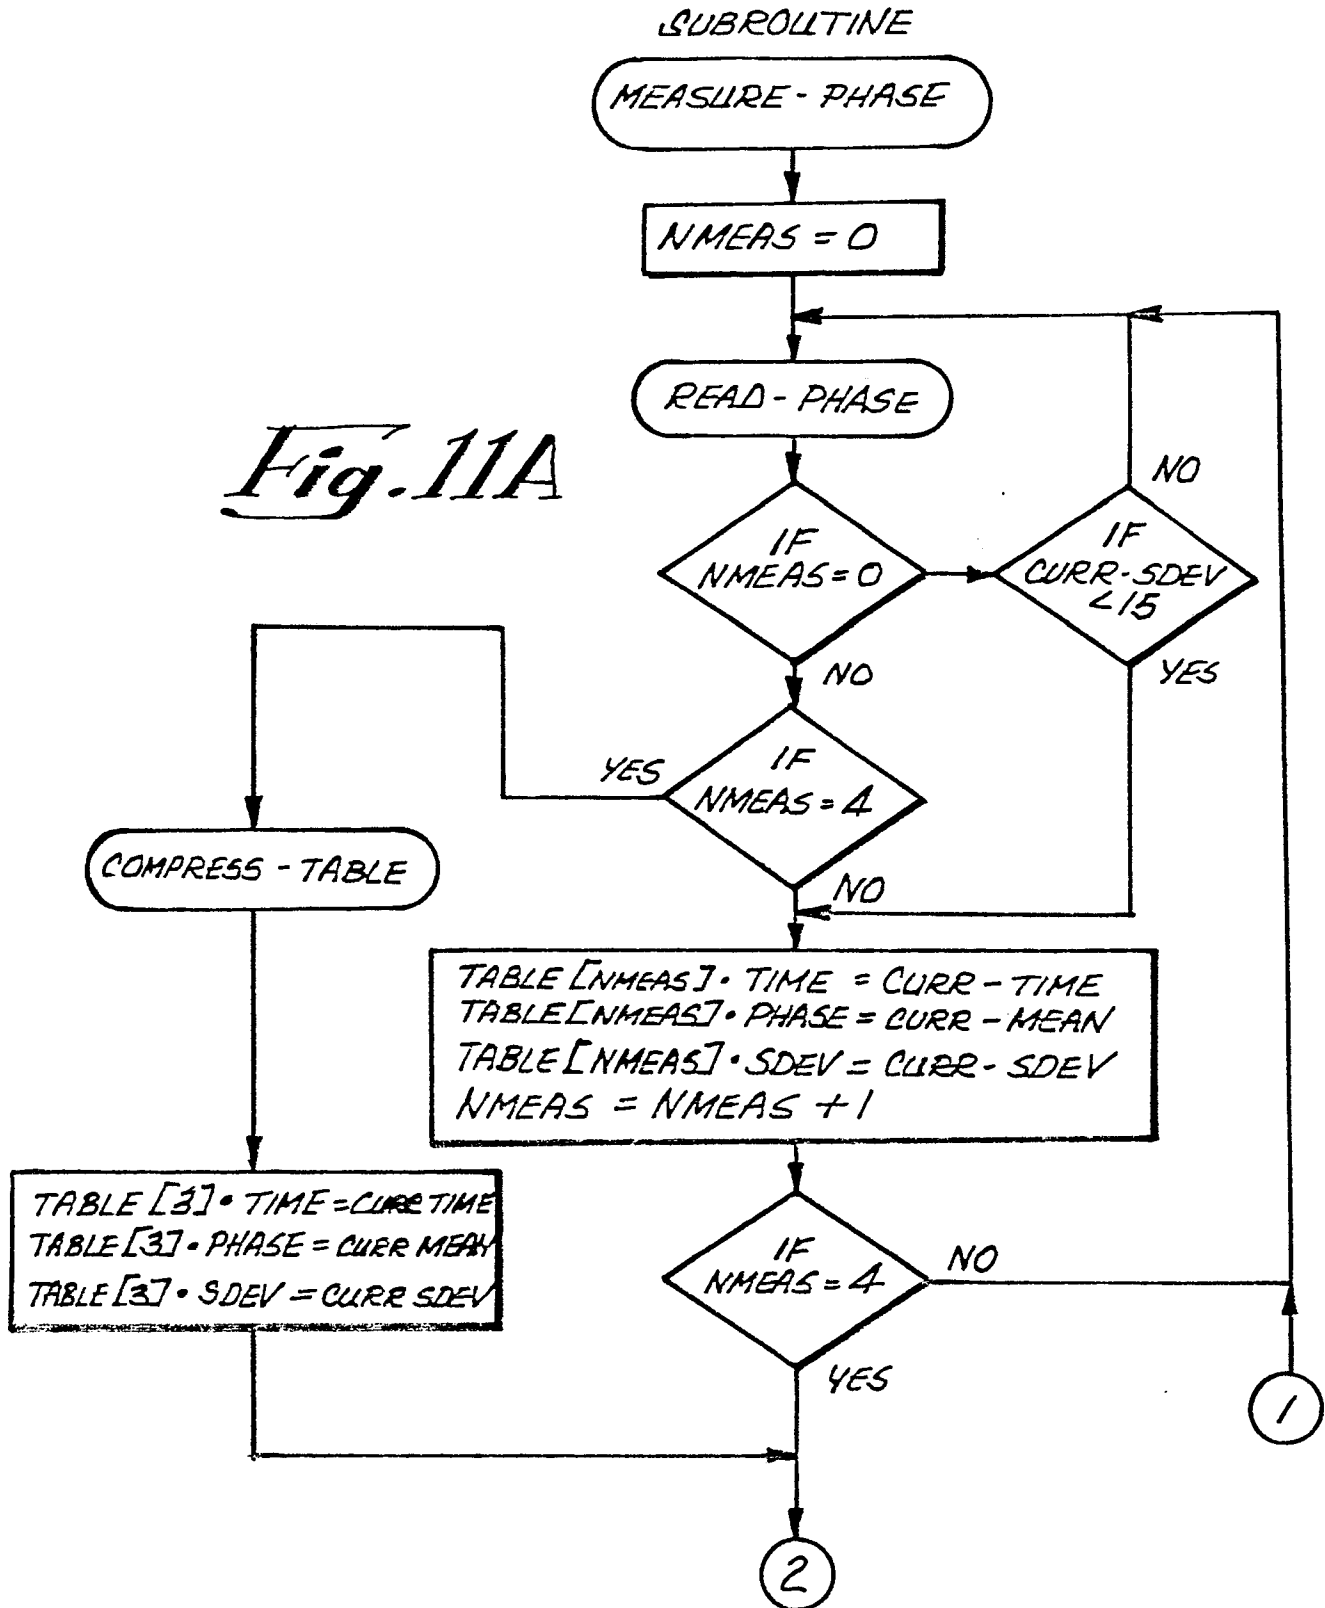 SUBROUTINE
MEASURE - PHASE
NMEAS = 0
READ - PHASE
Fig. 11A
NO
IF
NMEAS = 0
IF
CURR - SDEV
< 15
NO
YES
IF
NMEAS = 4
YES
COMPRESS - TABLE
NO
TABLE [NMEAS] • TIME = CURR - TIME
TABLE [NMEAS] • PHASE = CURR - MEAN
TABLE [NMEAS] • SDEV = CURR - SDEV
NMEAS = NMEAS + 1
TABLE [3] • TIME = CURR TIME
TABLE [3] • PHASE = CURR MEAN
TABLE [3] • SDEV = CURR SDEV
IF
NMEAS = 4
NO
YES
1
2